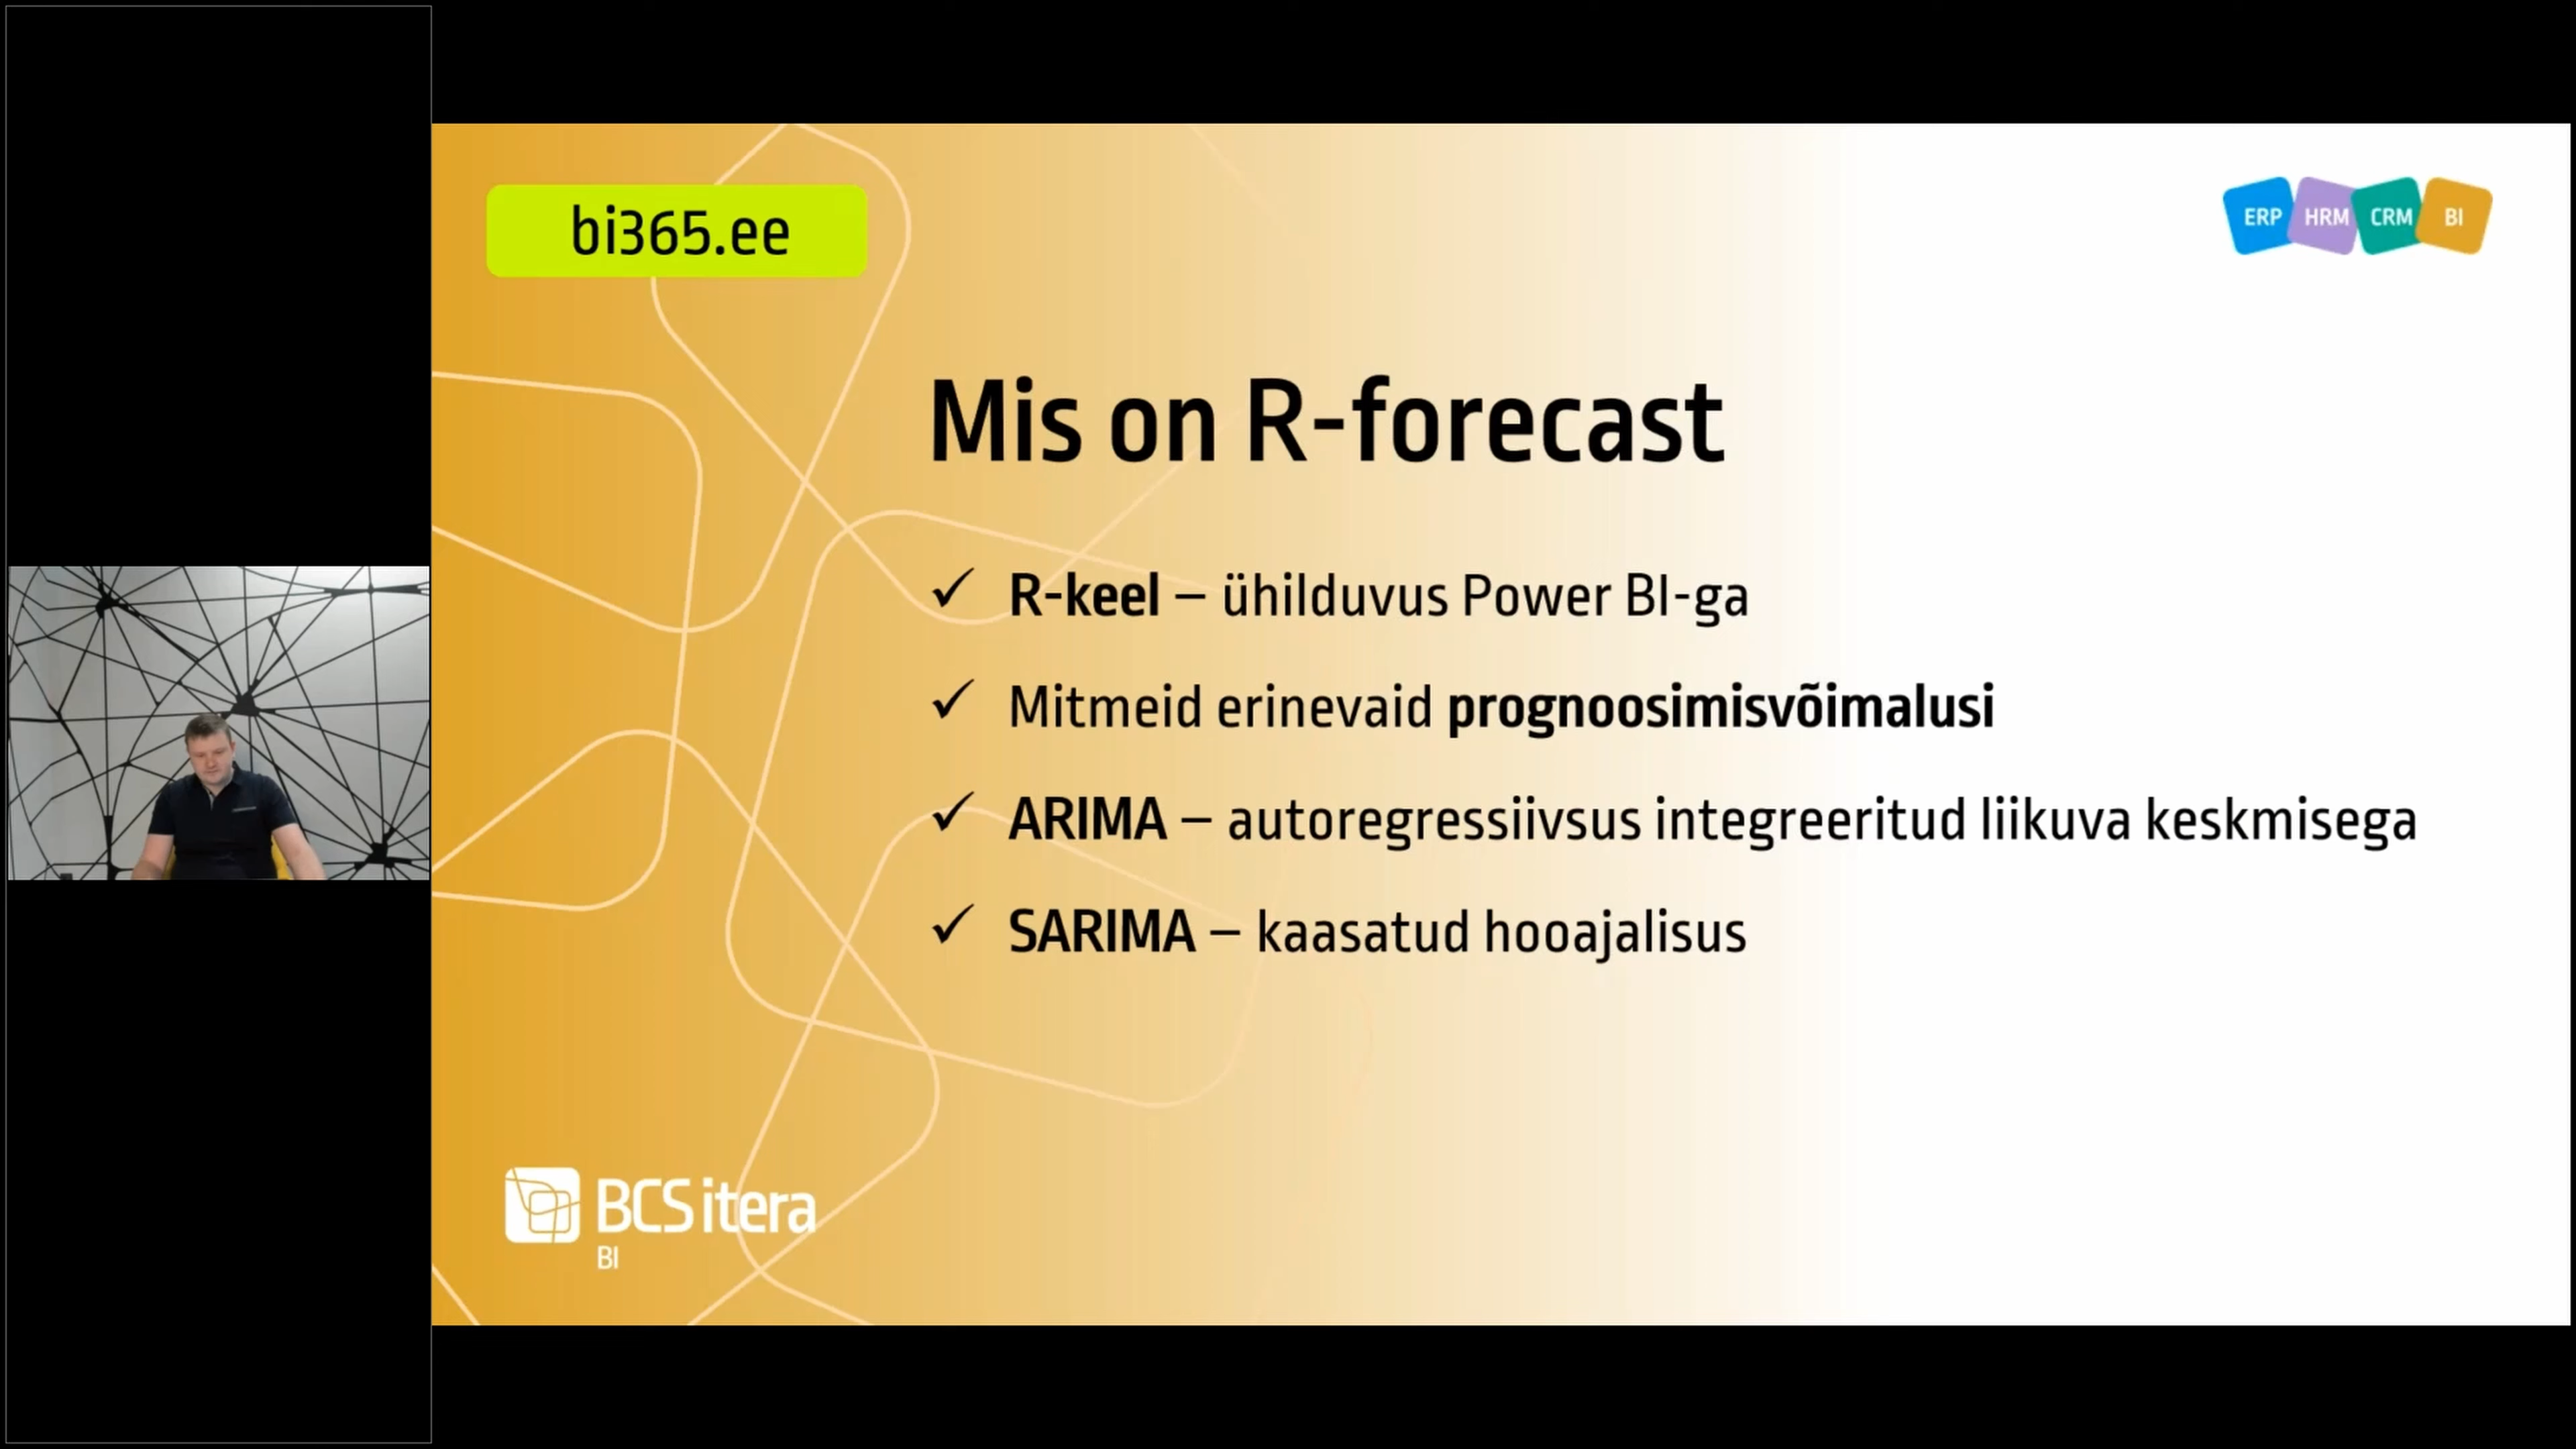 bi365.ee
ERP HRM CRM BI
Mis on R-forecast
✓ R-keel – ühilduvus Power BI-ga
✓ Mitmeid erinevaid prognoosimisvõimalusi
✓ ARIMA – autoregressiivsus integreeritud liikuva keskmisega
✓ SARIMA – kaasatud hooajalisus
BCS itera
BI